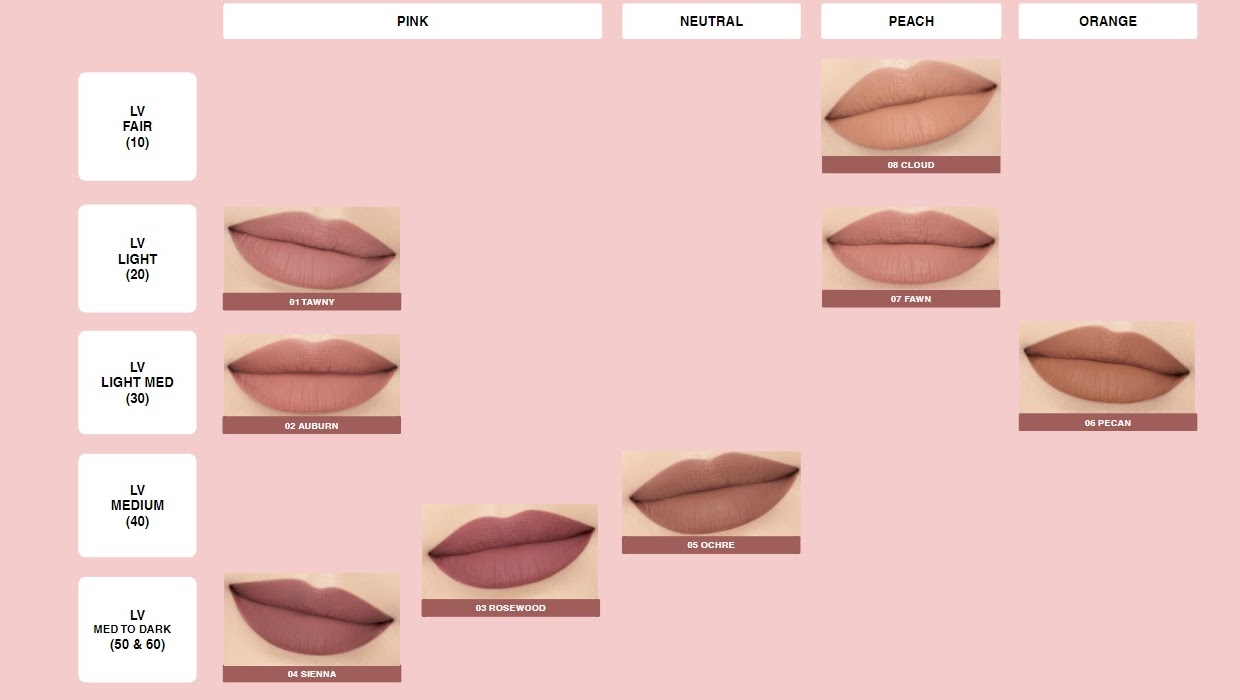 PINK
NEUTRAL
PEACH
ORANGE
LV
FAIR
(10)
08 CLOUD
LV
LIGHT
(20)
01 TAWNY
07 FAWN
LV
LIGHT MED
(30)
02 AUBURN
06 PECAN
LV
MEDIUM
(40)
05 OCHRE
03 ROSEWOOD
LV
MED TO DARK
(50 & 60)
04 SIENNA